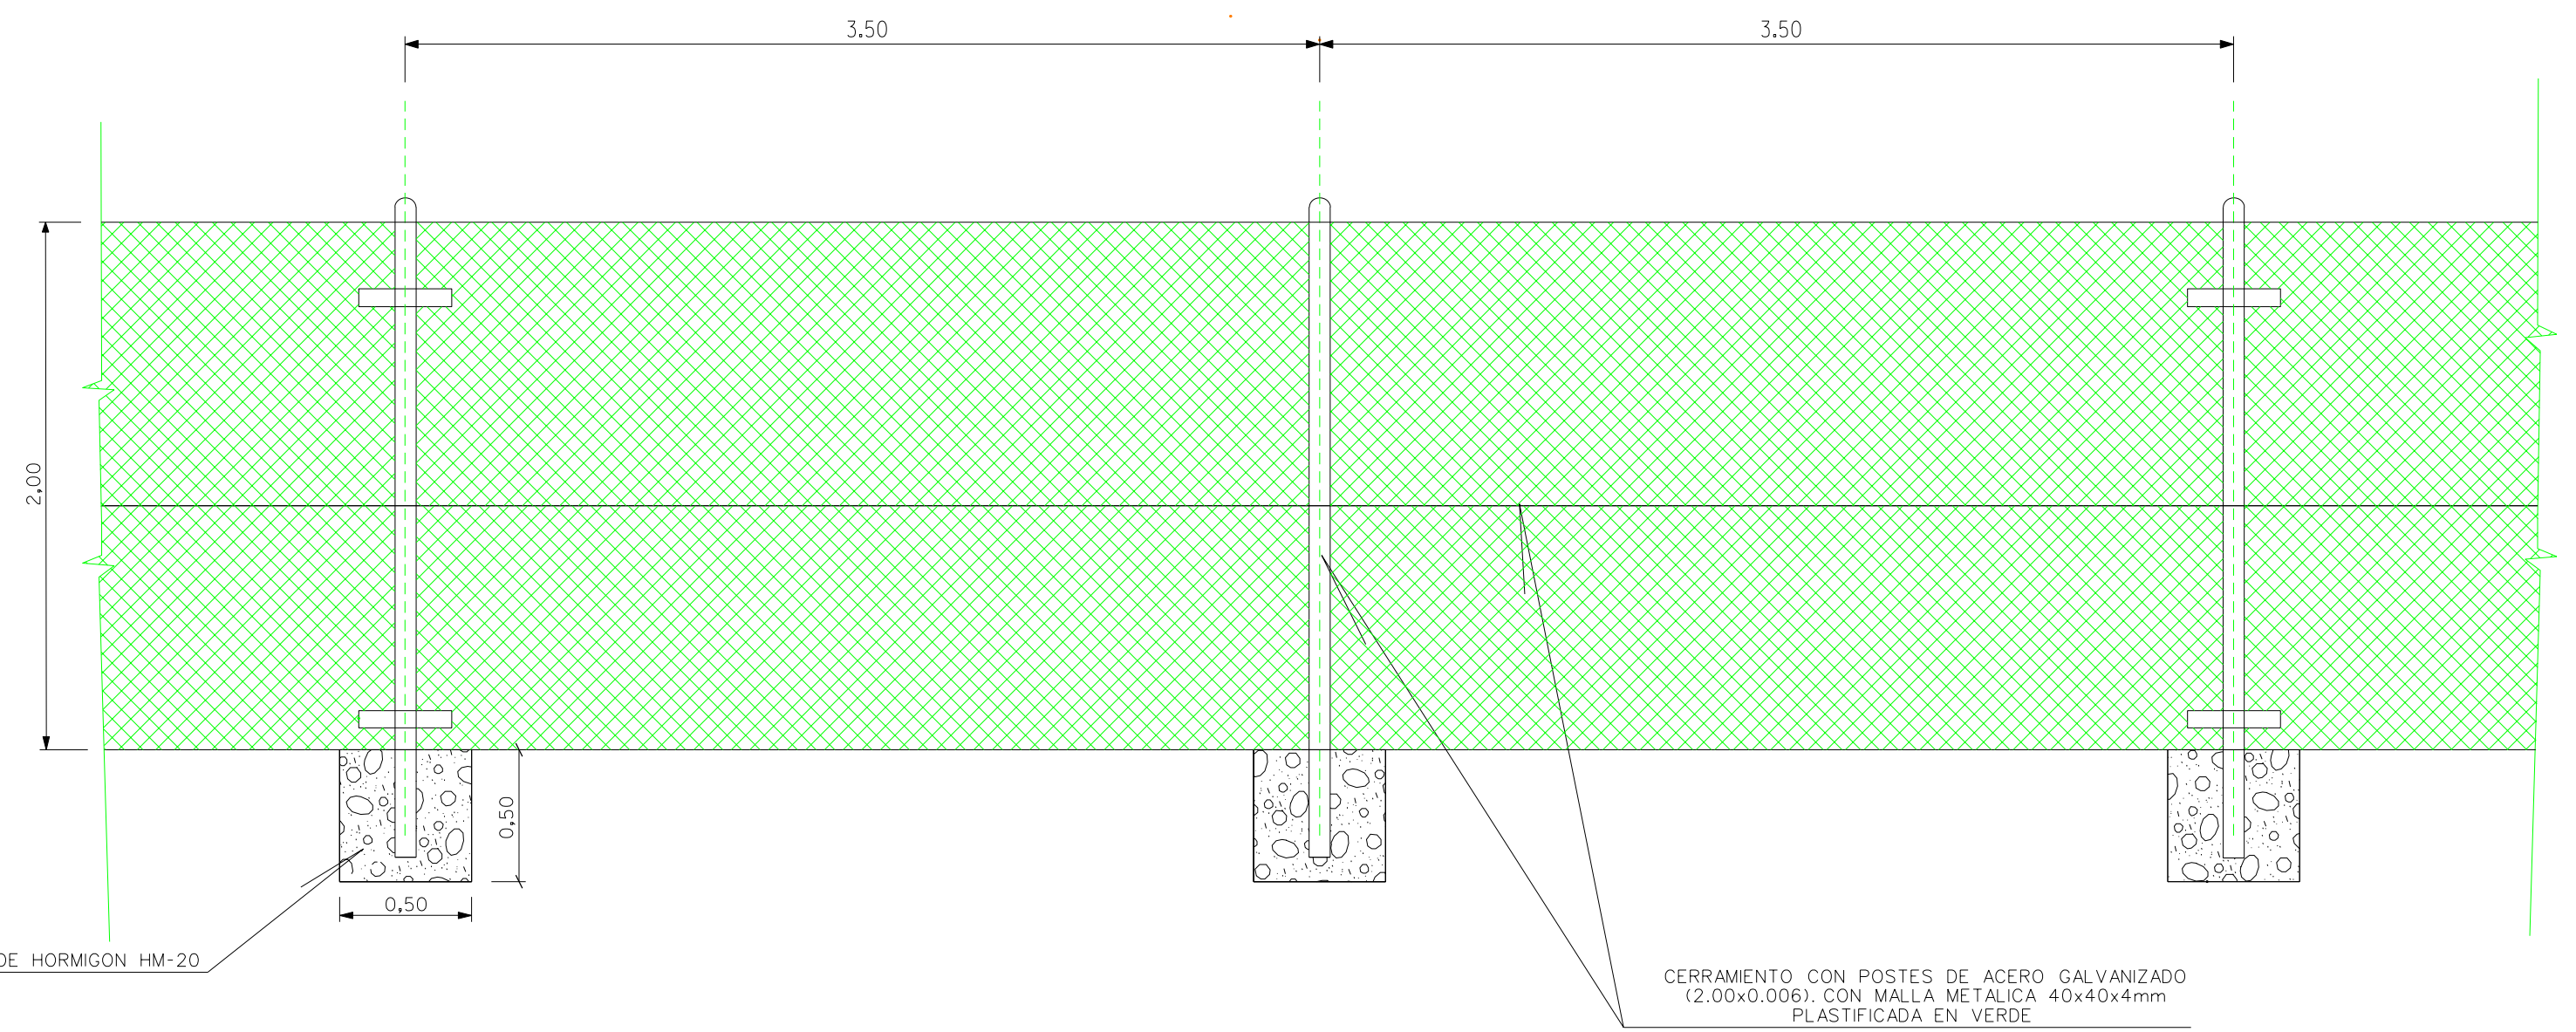 3.50
3.50
2,00
0,50
0,50
DE HORMIGON HM-20
CERRAMIENTO CON POSTES DE ACERO GALVANIZADO
(2.00x0.006). CON MALLA METALICA 40x40x4mm
PLASTIFICADA EN VERDE